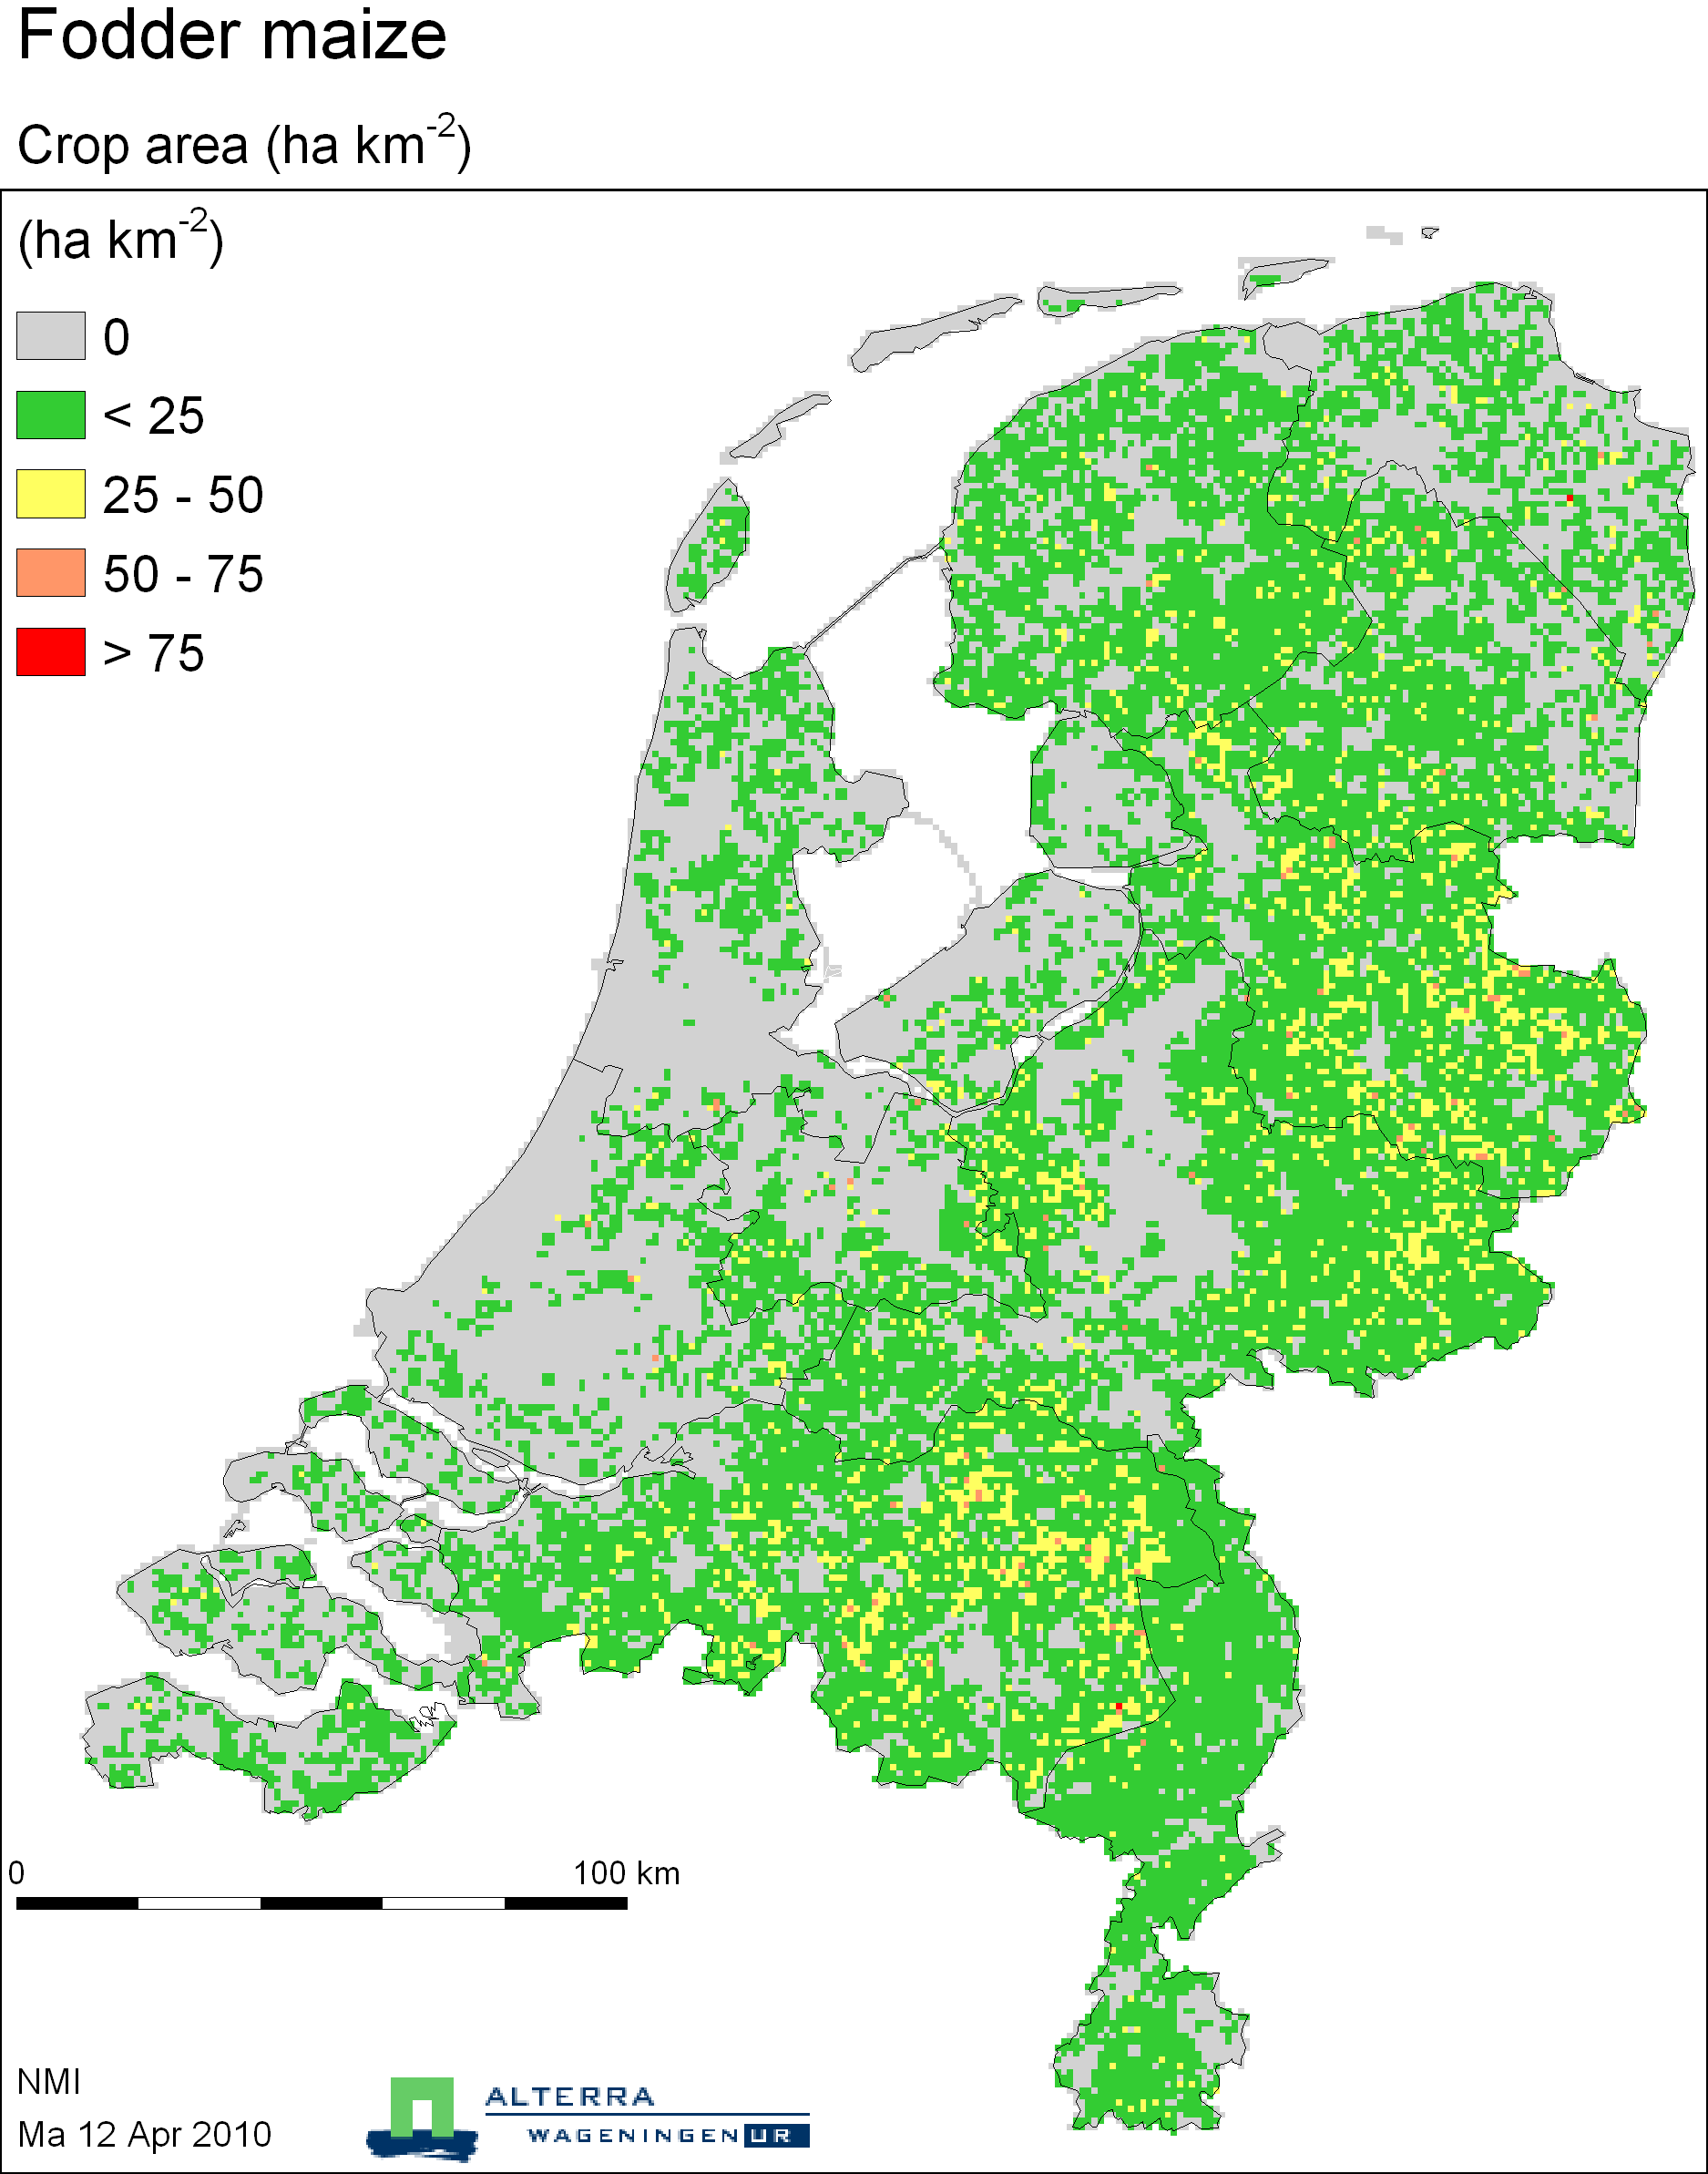 Fodder maize
Crop area (ha km-2)
(ha km-2)
0
< 25
25 - 50
50 - 75
> 75
0 100 km
NMI
Ma 12 Apr 2010
ALTERRA
WAGENINGEN UR